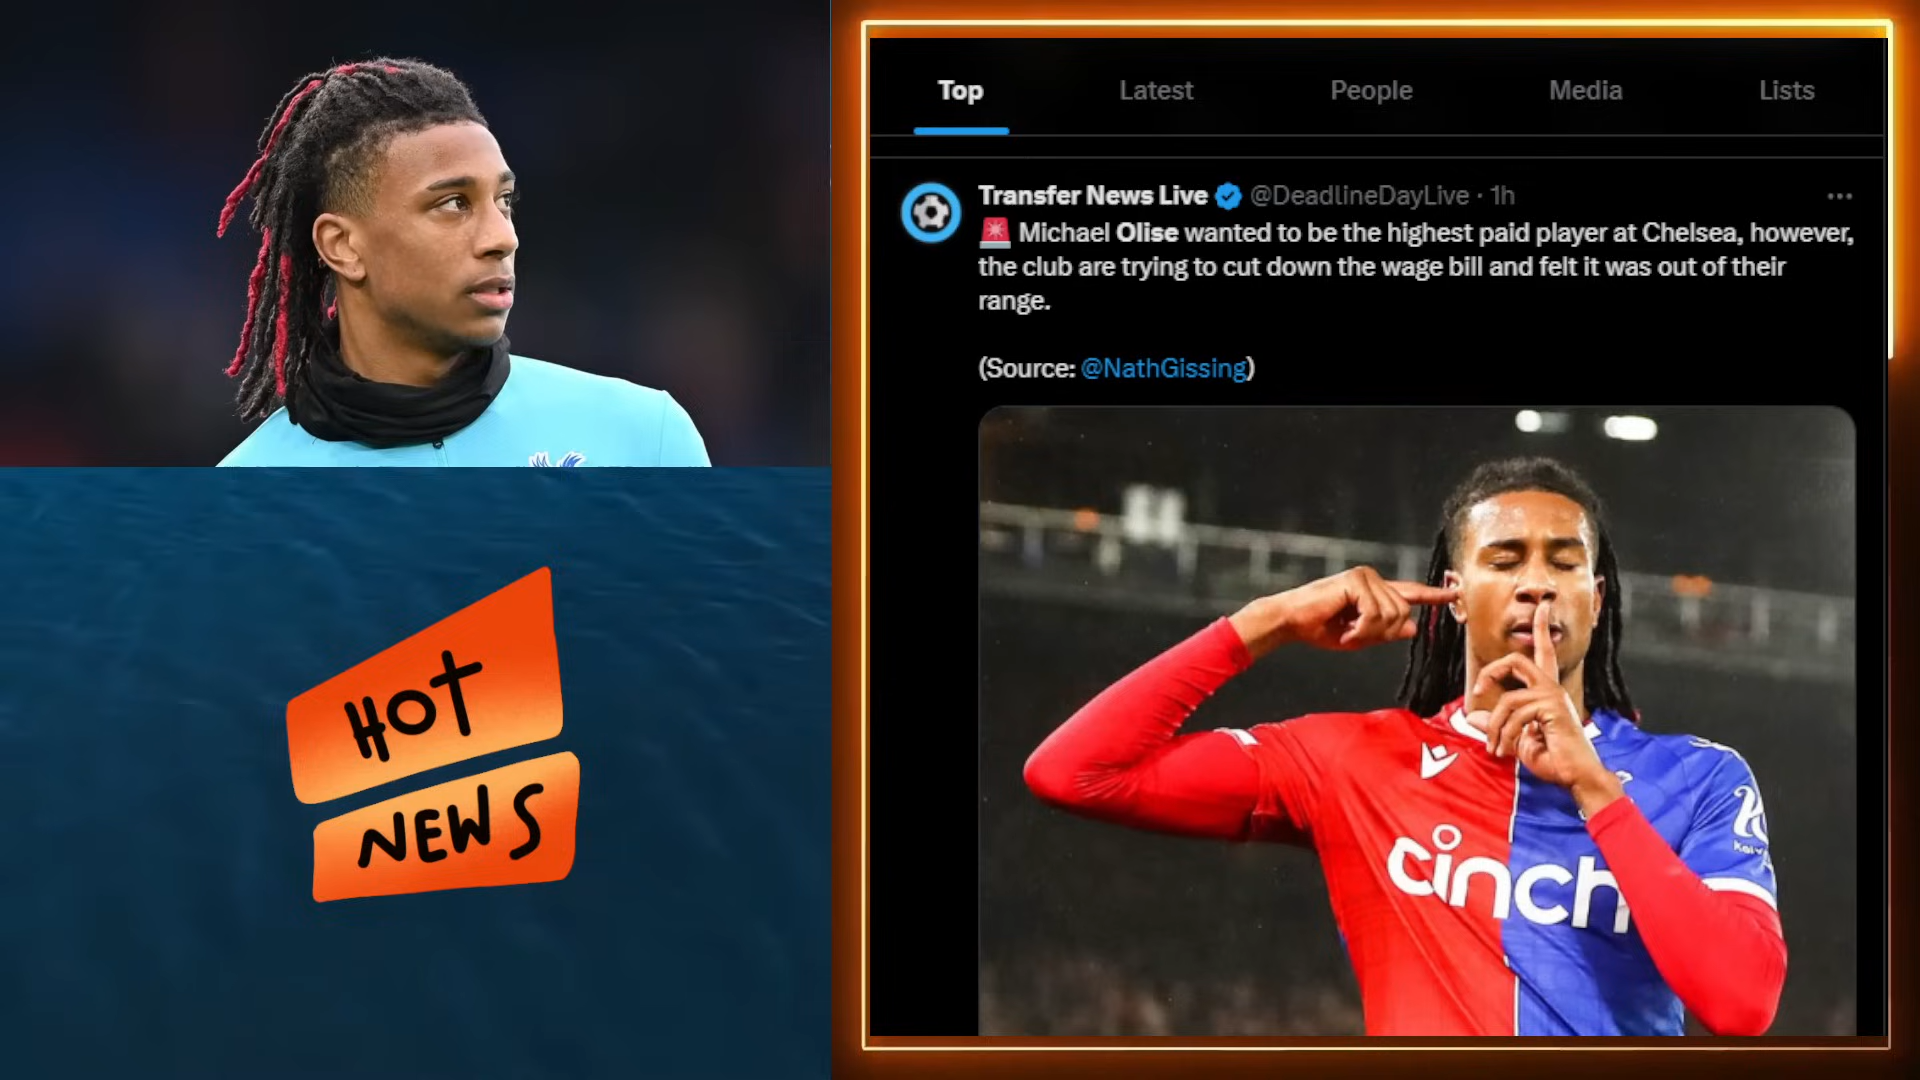 HOT
NEWS
Top Latest People Media Lists
Transfer News Live @DeadlineDayLive · 1h
🚨 Michael Olise wanted to be the highest paid player at Chelsea, however,
the club are trying to cut down the wage bill and felt it was out of their
range.
(Source: @NathGissing)
cinch